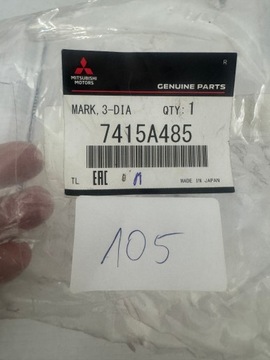 R
MITSUBISHI
MOTORS
GENUINE PARTS
MARK, 3-DIA QTY: 1
7415A485
TL EAC MADE IN JAPAN
105